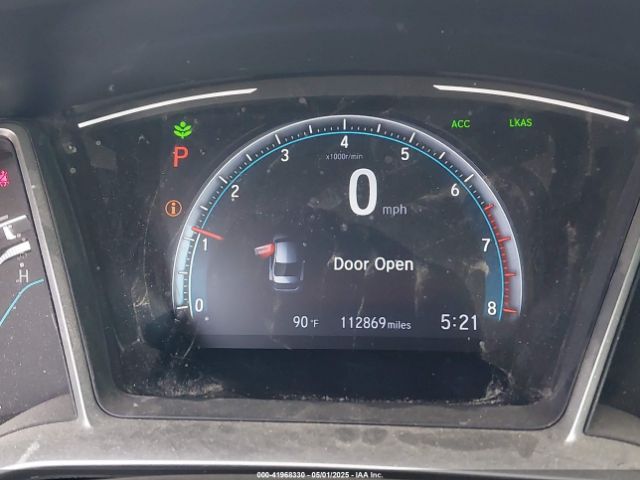 ACC LKAS
P
4
3 5
x1000r/min
2 6
0 mph
i
1 7
Door Open
H
0 8
90 °F 112869 miles 5:21
000-41968330 - 05/01/2025 - IAA Inc.